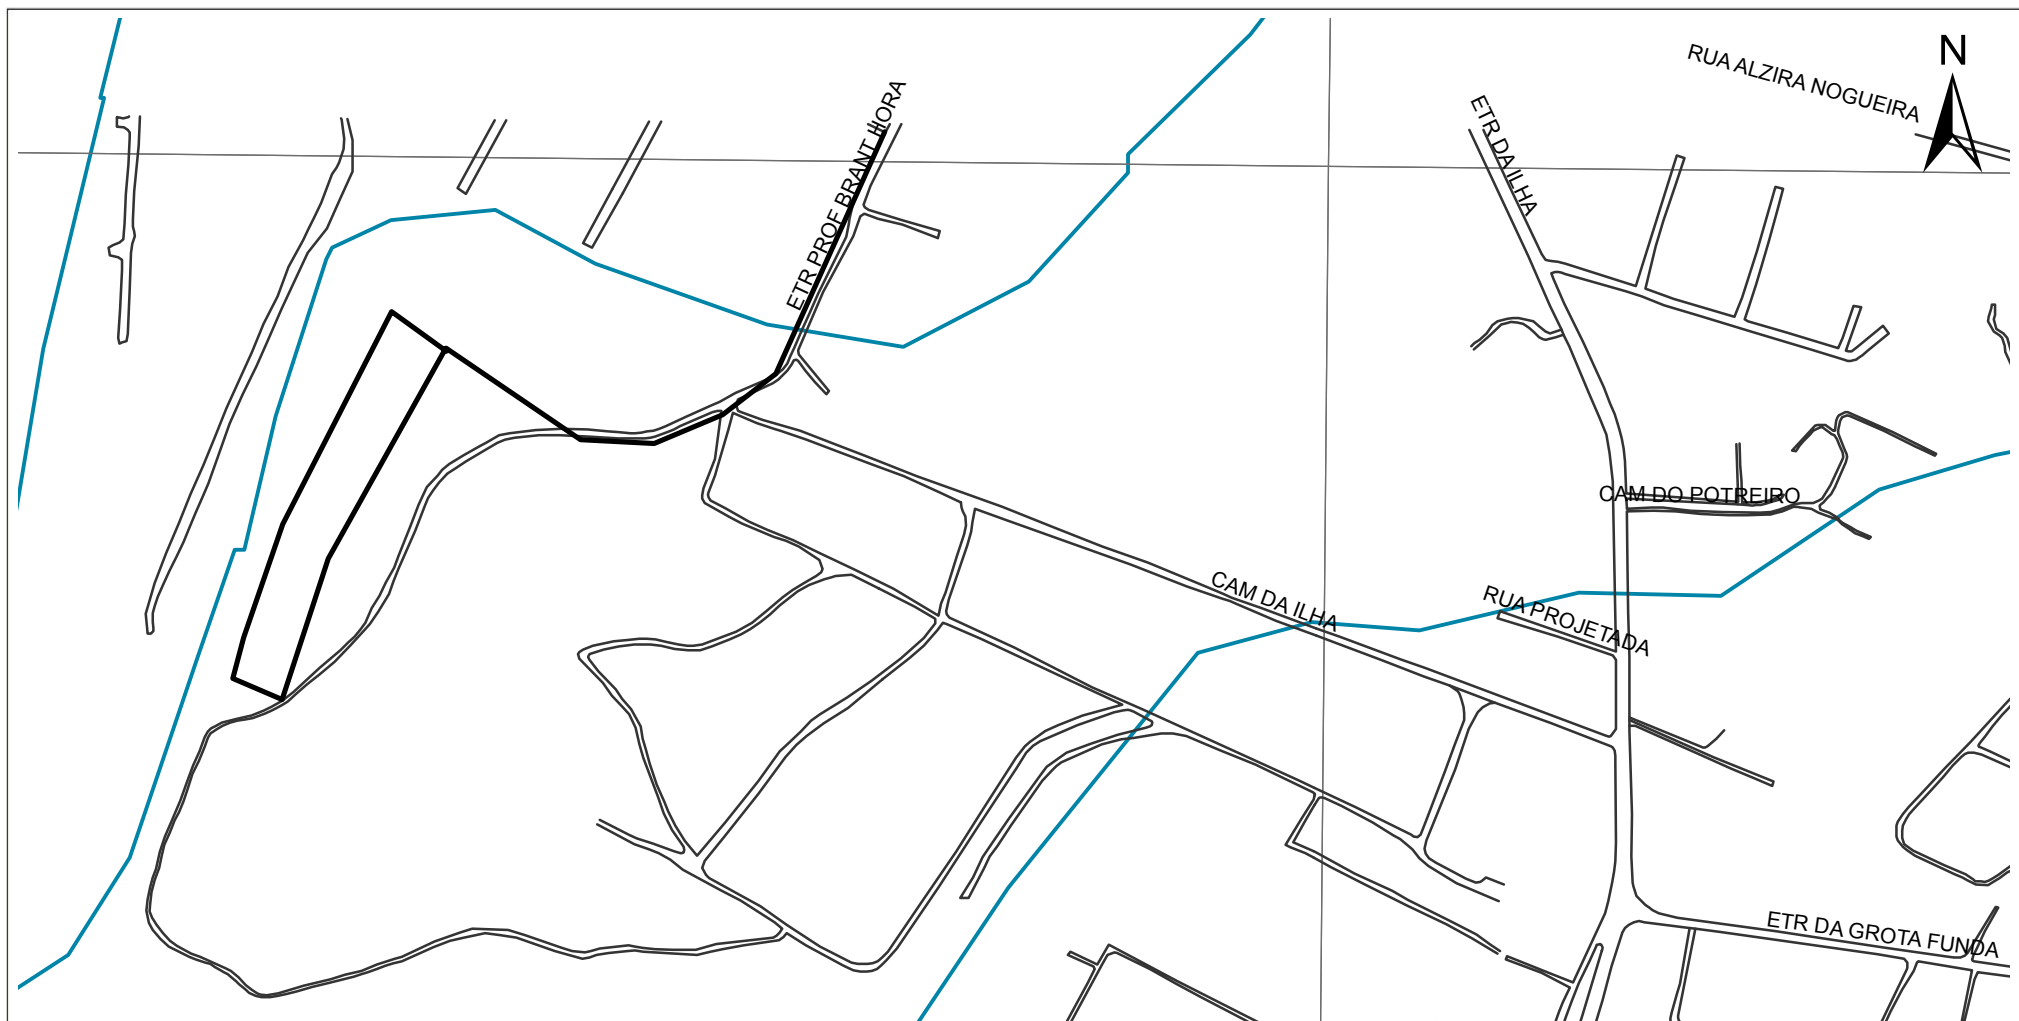 N
RUA ALZIRA NOGUEIRA
ETR PROF BRANT HORA
ETR DA ILHA
CAM DO POTREIRO
CAM DA ILHA
RUA PROJETADA
ETR DA GROTA FUNDA